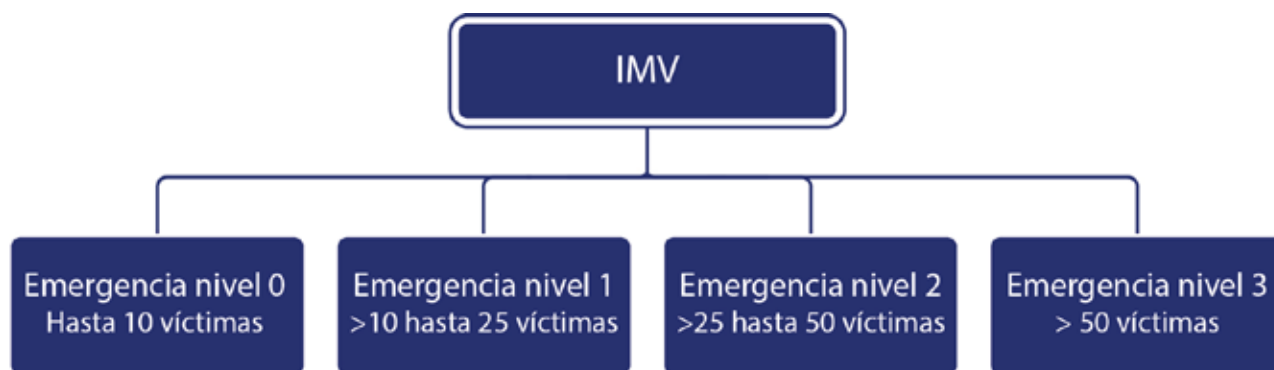 IMV
Emergencia nivel 0
Hasta 10 víctimas
Emergencia nivel 1
>10 hasta 25 víctimas
Emergencia nivel 2
>25 hasta 50 víctimas
Emergencia nivel 3
> 50 víctimas